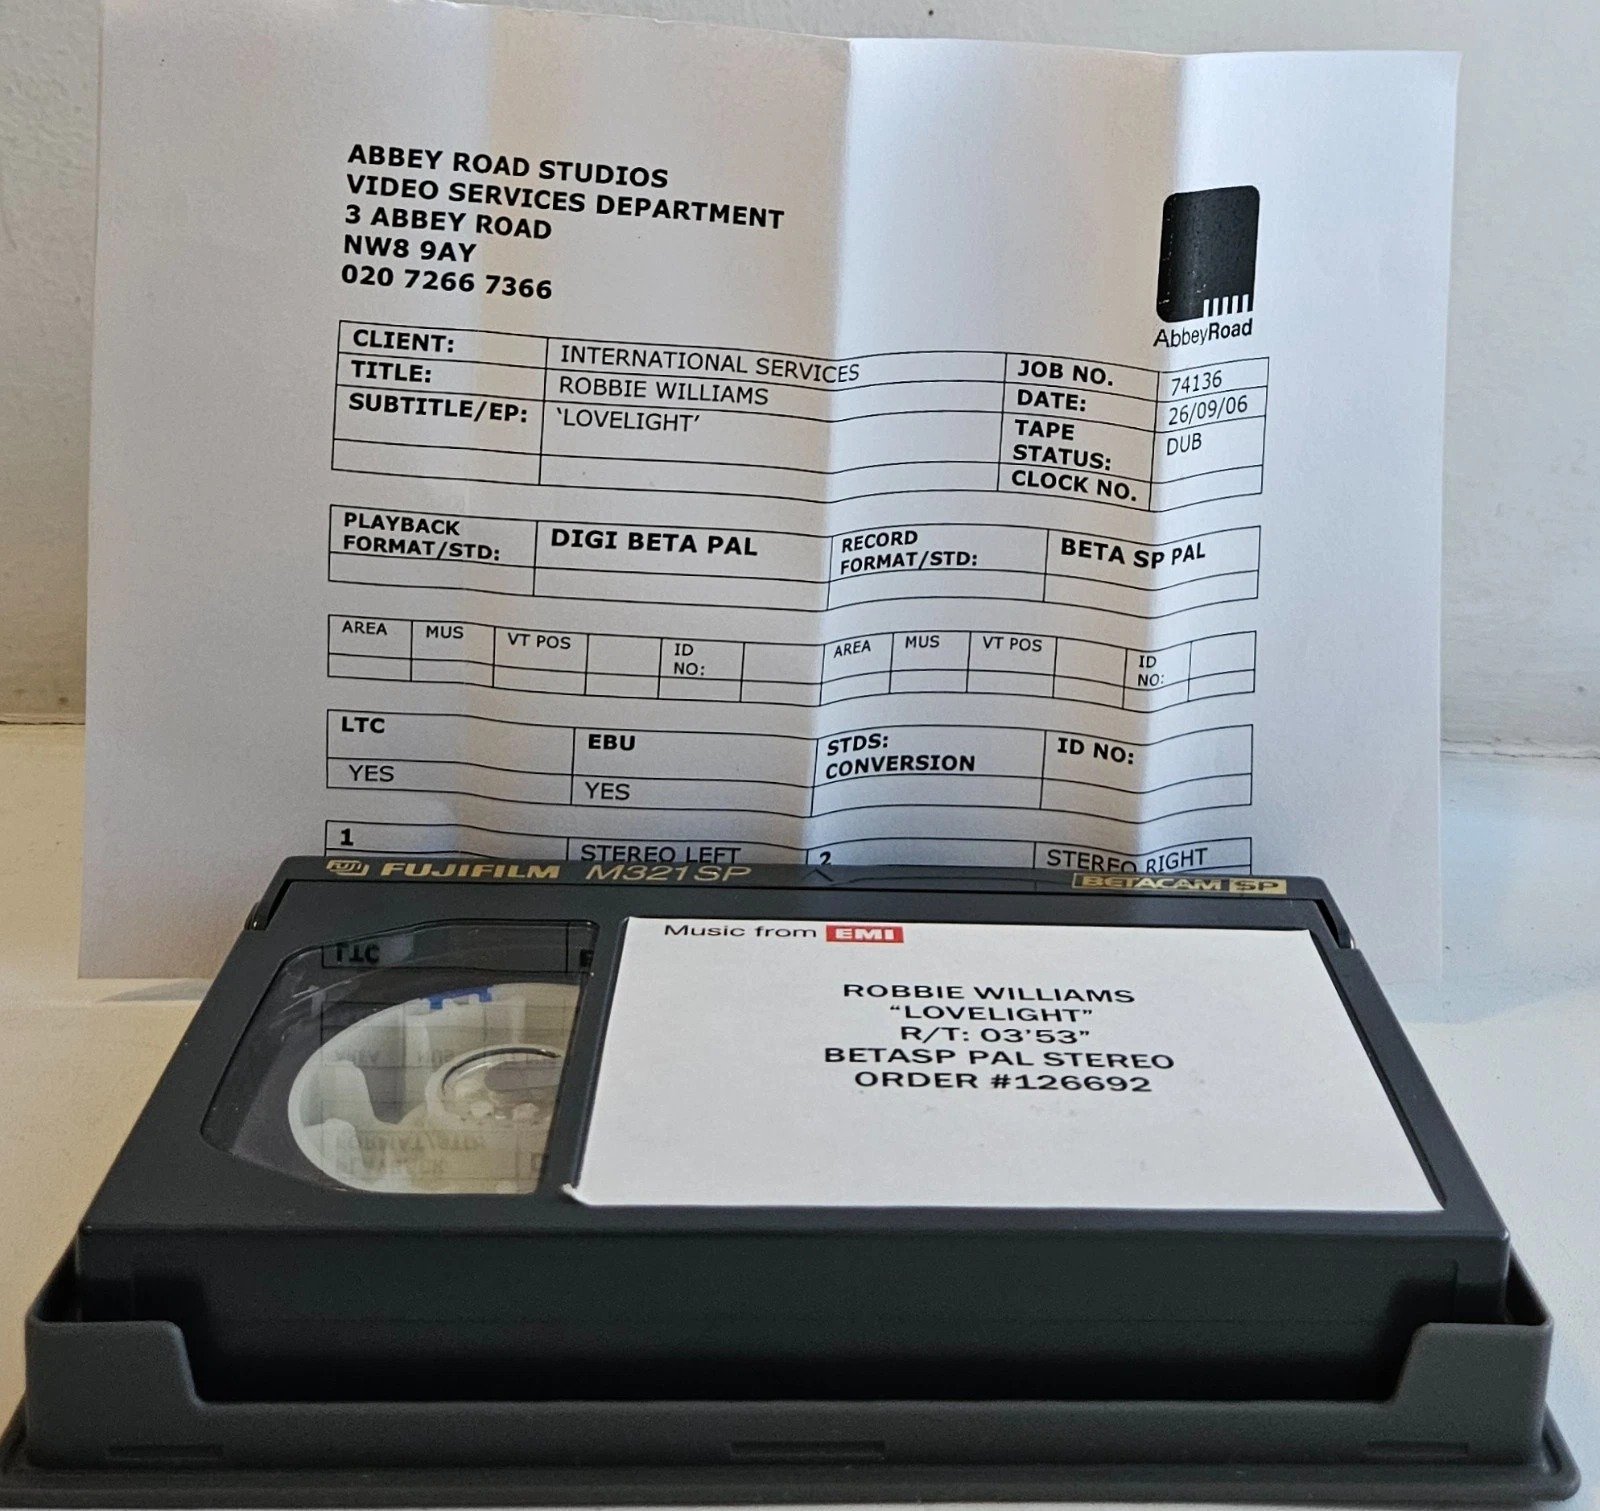 ABBEY ROAD STUDIOS
VIDEO SERVICES DEPARTMENT
3 ABBEY ROAD
NW8 9AY
020 7266 7366
AbbeyRoad
CLIENT: INTERNATIONAL SERVICES JOB NO. 74136
TITLE: ROBBIE WILLIAMS DATE: 26/09/06
SUBTITLE/EP: ‘LOVELIGHT’ TAPE STATUS: DUB
CLOCK NO.
PLAYBACK FORMAT/STD: DIGI BETA PAL RECORD FORMAT/STD: BETA SP PAL
AREA MUS VT POS ID NO: AREA MUS VT POS ID NO:
LTC EBU STDS: CONVERSION ID NO:
YES YES
1 STEREO LEFT 2 STEREO RIGHT
FUJI FUJIFILM M321SP BETACAM SP
LTC
Music from EMI
ROBBIE WILLIAMS
“LOVELIGHT”
R/T: 03’53”
BETASP PAL STEREO
ORDER #126692